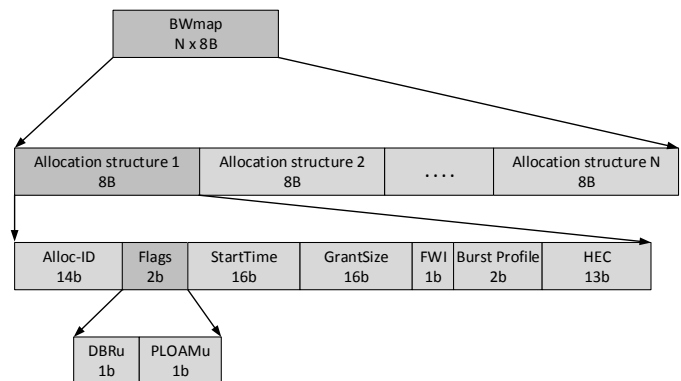 BWmap
N x 8B
Allocation structure 1
8B
Allocation structure 2
8B
....
Allocation structure N
8B
Alloc-ID
14b
Flags
2b
StartTime
16b
GrantSize
16b
FWI
1b
Burst Profile
2b
HEC
13b
DBRu
1b
PLOAMu
1b